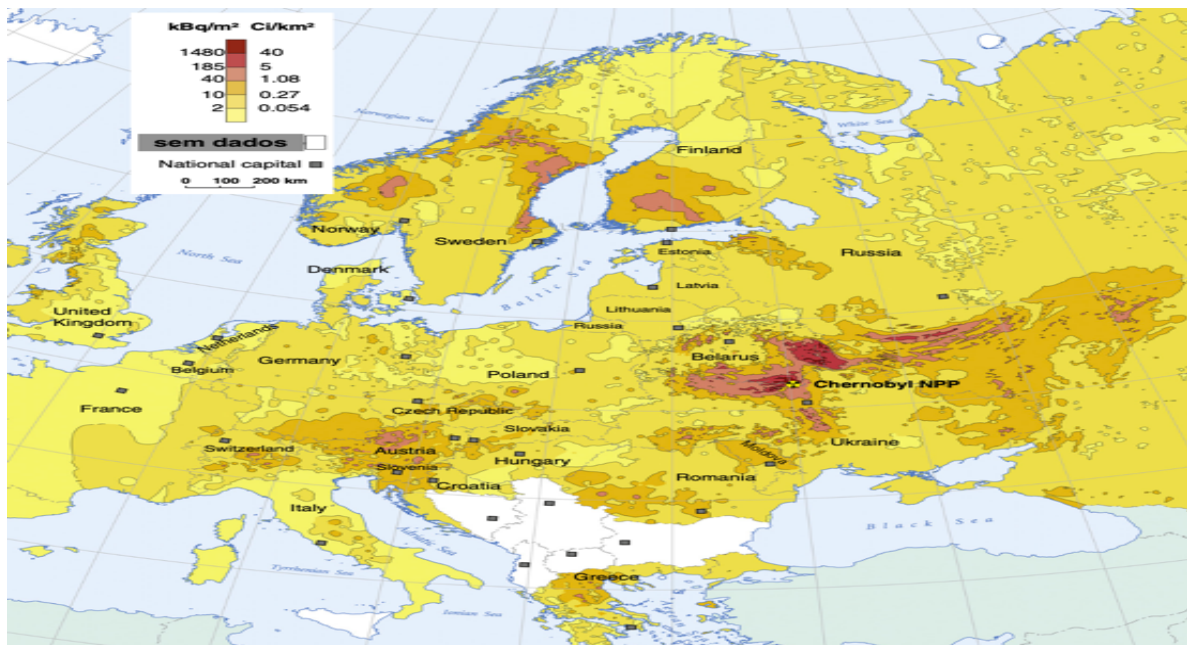 kBq/m² Ci/km²
1480 40
185 5
40 1.08
10 0.27
2 0.054
sem dados
National capital
0 100 200 km
Norwegian Sea
White Sea
Finland
Norway
Sweden
Estonia
Russia
North Sea
Denmark
Baltic Sea
Latvia
United
Kingdom
Lithuania
Russia
Netherlands
Belgium
Germany
Belarus
Poland
Chernobyl NPP
France
Czech Republic
Slovakia
Switzerland
Austria
Ukraine
Moldova
Hungary
Slovenia
Romania
Croatia
Italy
Black Sea
Adriatic Sea
Tyrrhenian Sea
Greece
Ionian Sea